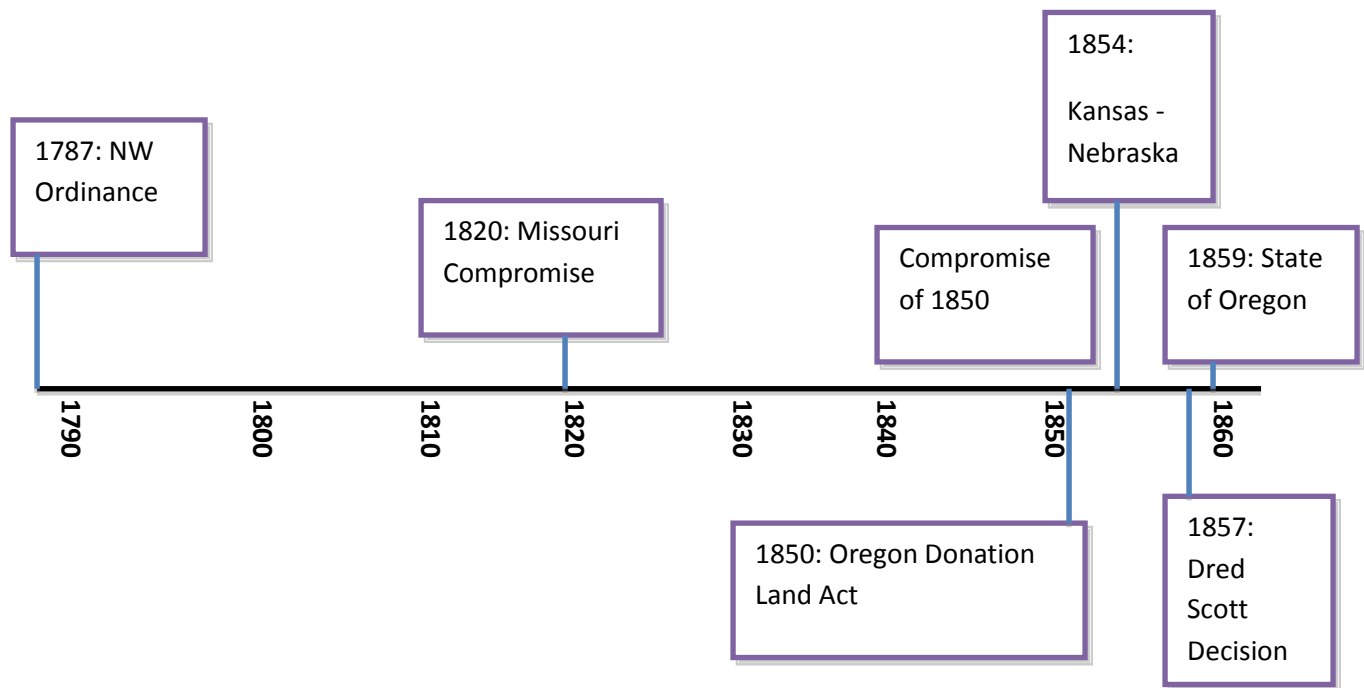 1854:
Kansas -
Nebraska
1787: NW
Ordinance
1820: Missouri
Compromise
Compromise
of 1850
1859: State
of Oregon
1790
1800
1810
1820
1830
1840
1850
1860
1850: Oregon Donation
Land Act
1857:
Dred
Scott
Decision